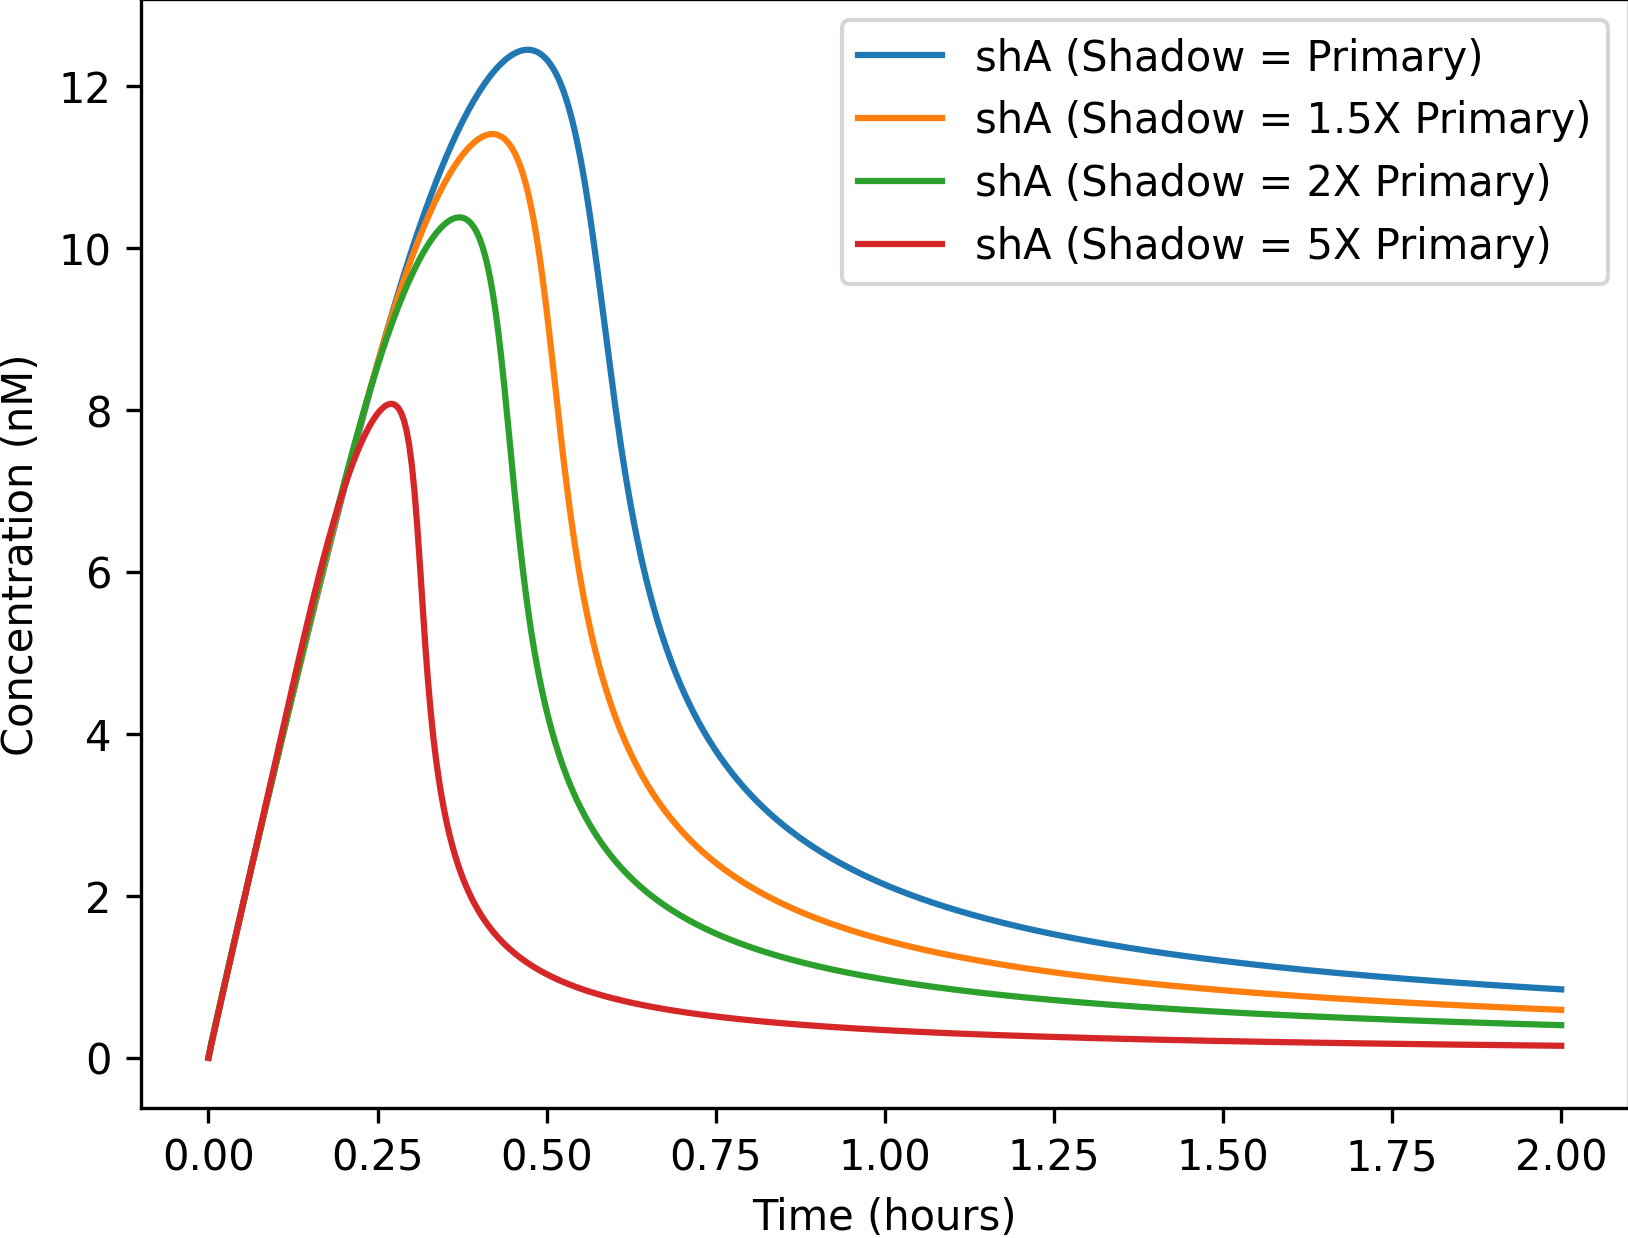 shA (Shadow = Primary)
shA (Shadow = 1.5X Primary)
shA (Shadow = 2X Primary)
shA (Shadow = 5X Primary)
Concentration (nM)
12
10
8
6
4
2
0
0.00 0.25 0.50 0.75 1.00 1.25 1.50 1.75 2.00
Time (hours)